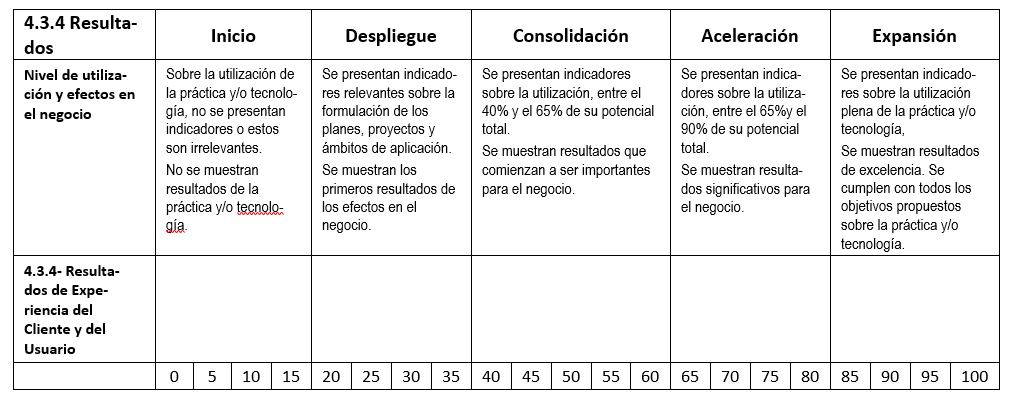 4.3.4 Resulta-
dos
Inicio
Despliegue
Consolidación
Aceleración
Expansión
Nivel de utiliza-
ción y efectos en
el negocio
Sobre la utilización de
la práctica y/o tecnolo-
gía, no se presentan
indicadores o estos
son irrelevantes.
No se muestran
resultados de la
práctica y/o tecnolo-
gía.
Se presentan indicado-
res relevantes sobre la
formulación de los
planes, proyectos y
ámbitos de aplicación.
Se muestran los
primeros resultados de
los efectos en el
negocio.
Se presentan indicadores
sobre la utilización, entre el
40% y el 65% de su potencial
total.
Se muestran resultados que
comienzan a ser importantes
para el negocio.
Se presentan indica-
dores sobre la utiliza-
ción, entre el 65%y el
90% de su potencial
total.
Se muestran resulta-
dos significativos para
el negocio.
Se presentan indicado-
res sobre la utilización
plena de la práctica y/o
tecnología,
Se muestran resultados
de excelencia. Se
cumplen con todos los
objetivos propuestos
sobre la práctica y/o
tecnología.
4.3.4- Resulta-
dos de Expe-
riencia del
Cliente y del
Usuario
0 5 10 15 20 25 30 35 40 45 50 55 60 65 70 75 80 85 90 95 100